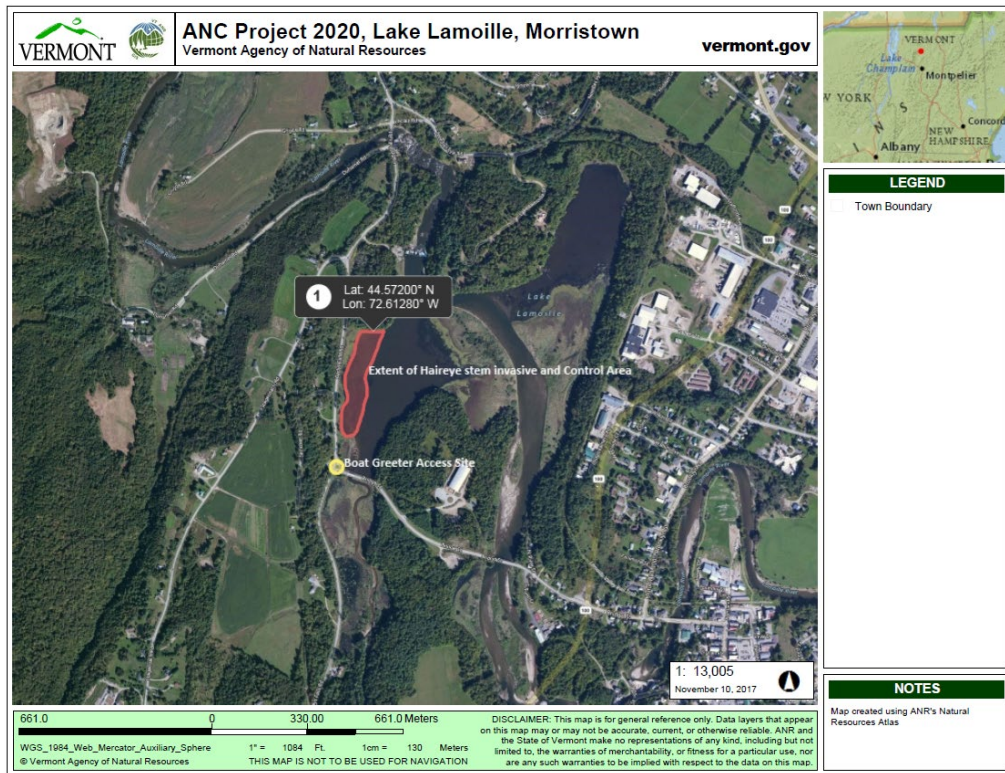 VERMONT
VT ANR
ANC Project 2020, Lake Lamoille, Morristown
Vermont Agency of Natural Resources
vermont.gov
VERMONT
Lake
Champlain
Montpelier
W YORK
NEW
HAMPSHIRE
Concord
Albany
LEGEND
Town Boundary
1
Lat: 44.57200° N
Lon: 72.61280° W
Lake
Lamoille
Extent of Haireye stem invasive and Control Area
Boat Greeter Access Site
100
100
100
100
100
1: 13,005
November 10, 2017
NOTES
Map created using ANR's Natural
Resources Atlas
661.0 0 330.00 661.0 Meters
WGS_1984_Web_Mercator_Auxiliary_Sphere 1" = 1084 Ft. 1cm = 130 Meters
© Vermont Agency of Natural Resources THIS MAP IS NOT TO BE USED FOR NAVIGATION
DISCLAIMER: This map is for general reference only. Data layers that appear
on this map may or may not be accurate, current, or otherwise reliable. ANR and
the State of Vermont make no representations of any kind, including but not
limited to, the warranties of merchantability, or fitness for a particular use, nor
are any such warranties to be implied with respect to the data on this map.